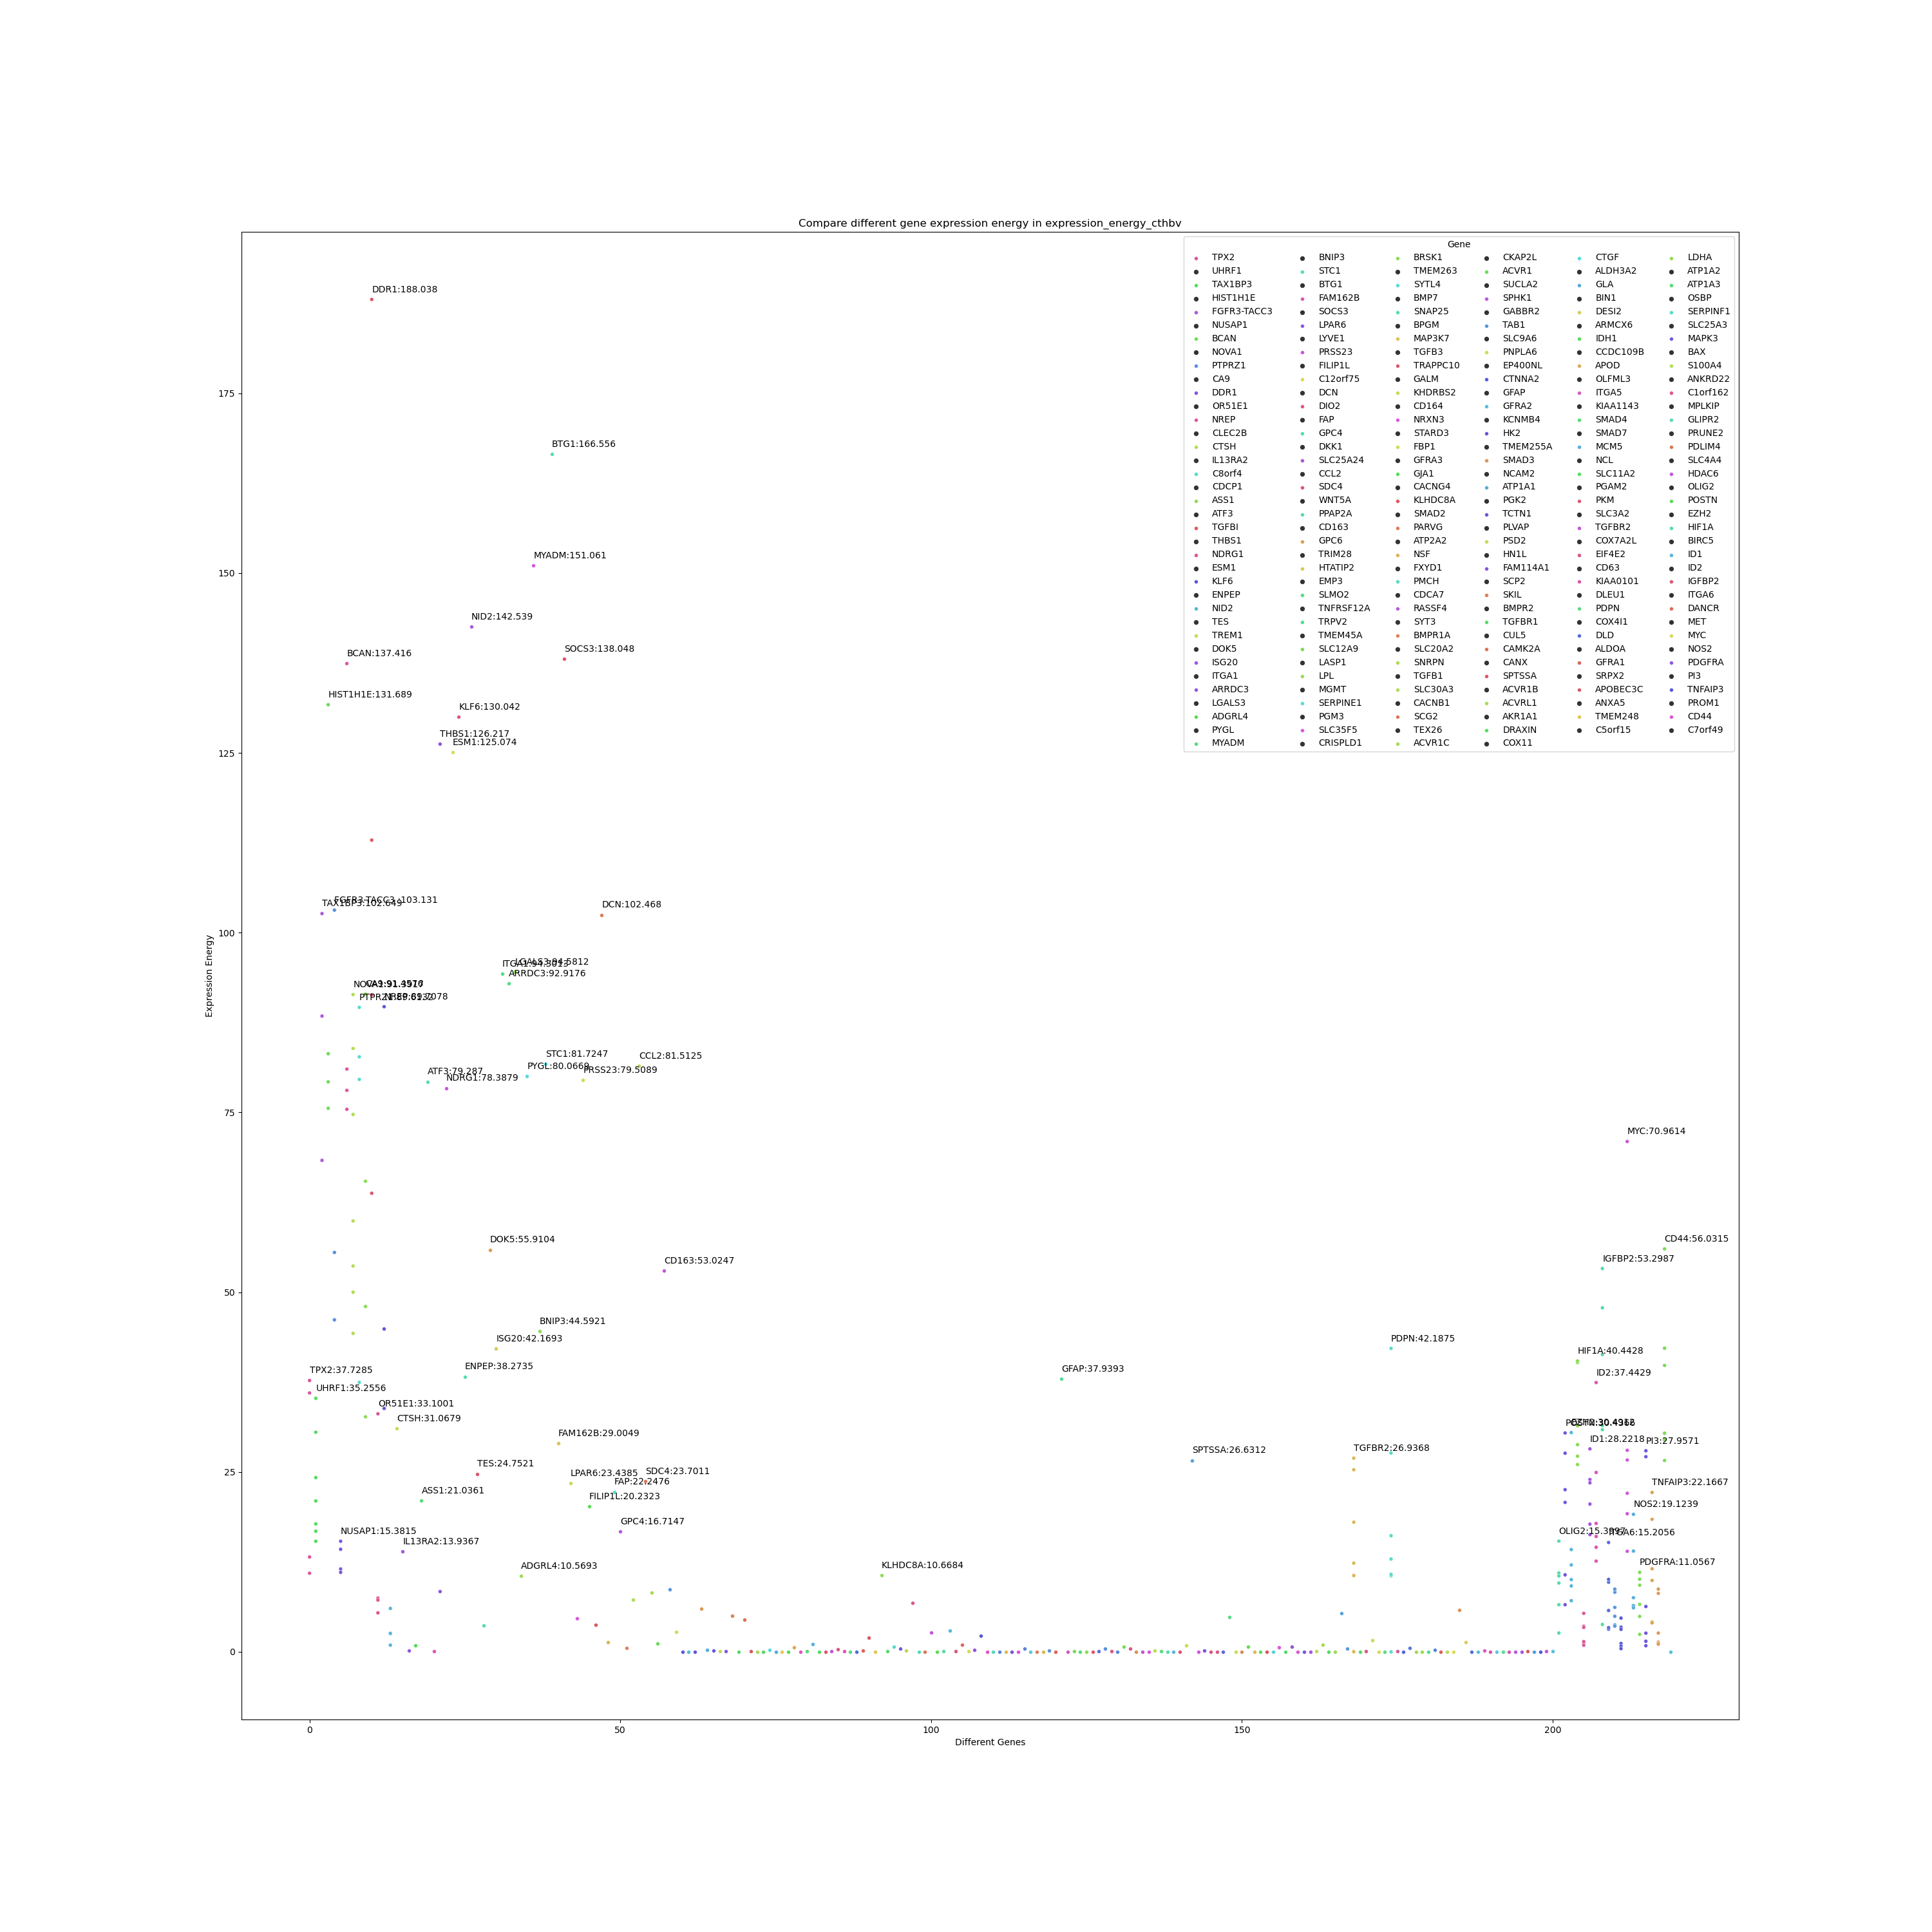 Compare different gene expression energy in expression_energy_cthbv
Gene
TPX2 BNIP3 BRSK1 CKAP2L CTGF LDHA
UHRF1 STC1 TMEM263 ACVR1 ALDH3A2 ATP1A2
TAX1BP3 BTG1 SYTL4 SUCLA2 GLA ATP1A3
HIST1H1E FAM162B BMP7 SPHK1 BIN1 OSBP
FGFR3-TACC3 SOCS3 SNAP25 GABBR2 DESI2 SERPINF1
NUSAP1 LPAR6 BPGM TAB1 ARMCX6 SLC25A3
BCAN LYVE1 MAP3K7 SLC9A6 IDH1 MAPK3
NOVA1 PRSS23 TGFB3 PNPLA6 CCDC109B BAX
PTPRZ1 FILIP1L TRAPPC10 EP400NL APOD S100A4
CA9 C12orf75 GALM CTNNA2 OLFML3 ANKRD22
DDR1 DCN KHDRBS2 GFAP ITGA5 C1orf162
OR51E1 DIO2 CD164 GFRA2 KIAA1143 MPLKIP
NREP FAP NRXN3 KCNMB4 SMAD4 GLIPR2
CLEC2B GPC4 STARD3 HK2 SMAD7 PRUNE2
CTSH DKK1 FBP1 TMEM255A MCM5 PDLIM4
IL13RA2 SLC25A24 GFRA3 SMAD3 NCL SLC4A4
C8orf4 CCL2 GJA1 NCAM2 SLC11A2 HDAC6
CDCP1 SDC4 CACNG4 ATP1A1 PGAM2 OLIG2
ASS1 WNT5A KLHDC8A PGK2 PKM POSTN
ATF3 PPAP2A SMAD2 TCTN1 SLC3A2 EZH2
TGFBI CD163 PARVG PLVAP TGFBR2 HIF1A
THBS1 GPC6 ATP2A2 PSD2 COX7A2L BIRC5
NDRG1 TRIM28 NSF HN1L EIF4E2 ID1
ESM1 HTATIP2 FXYD1 FAM114A1 CD63 ID2
KLF6 EMP3 PMCH SCP2 KIAA0101 IGFBP2
ENPEP SLMO2 CDCA7 SKIL DLEU1 ITGA6
NID2 TNFRSF12A RASSF4 BMPR2 PDPN DANCR
TES TRPV2 SYT3 TGFBR1 COX4I1 MET
TREM1 TMEM45A BMPR1A CUL5 DLD MYC
DOK5 SLC12A9 SLC20A2 CAMK2A ALDOA NOS2
ISG20 LASP1 SNRPN CANX GFRA1 PDGFRA
ITGA1 LPL TGFB1 SPTSSA SRPX2 PI3
ARRDC3 MGMT SLC30A3 ACVR1B APOBEC3C TNFAIP3
LGALS3 SERPINE1 CACNB1 ACVRL1 ANXA5 PROM1
ADGRL4 PGM3 SCG2 AKR1A1 TMEM248 CD44
PYGL SLC35F5 TEX26 DRAXIN C5orf15 C7orf49
MYADM CRISPLD1 ACVR1C COX11
DDR1:188.038
175
BTG1:166.556
MYADM:151.061
150
NID2:142.539
SOCS3:138.048
BCAN:137.416
HIST1H1E:131.689
KLF6:130.042
THBS1:126.217
ESM1:125.074
125
FGFR3-TACC3:103.131
TAX1BP3:102.649
DCN:102.468
100
ARRDC3:92.9176
STC1:81.7247
CCL2:81.5125
PYGL:80.0669
PRSS23:79.5089
ATF3:79.287
NDRG1:78.3879
75
MYC:70.9614
DOK5:55.9104
CD44:56.0315
CD163:53.0247
IGFBP2:53.2987
50
BNIP3:44.5921
ISG20:42.1693
PDPN:42.1875
HIF1A:40.4428
ENPEP:38.2735
TPX2:37.7285
GFAP:37.9393
ID2:37.4429
UHRF1:35.2556
OR51E1:33.1001
CTSH:31.0679
FAM162B:29.0049
ID1:28.2218
PI3:27.9571
TGFBR2:26.9368
SPTSSA:26.6312
25
TES:24.7521
LPAR6:23.4385
SDC4:23.7011
FAP:22.2476
TNFAIP3:22.1667
ASS1:21.0361
FILIP1L:20.2323
NOS2:19.1239
GPC4:16.7147
NUSAP1:15.3815
ITGA6:15.2056
IL13RA2:13.9367
ADGRL4:10.5693
KLHDC8A:10.6684
PDGFRA:11.0567
0
0 50 100 150 200
Different Genes
Expression Energy